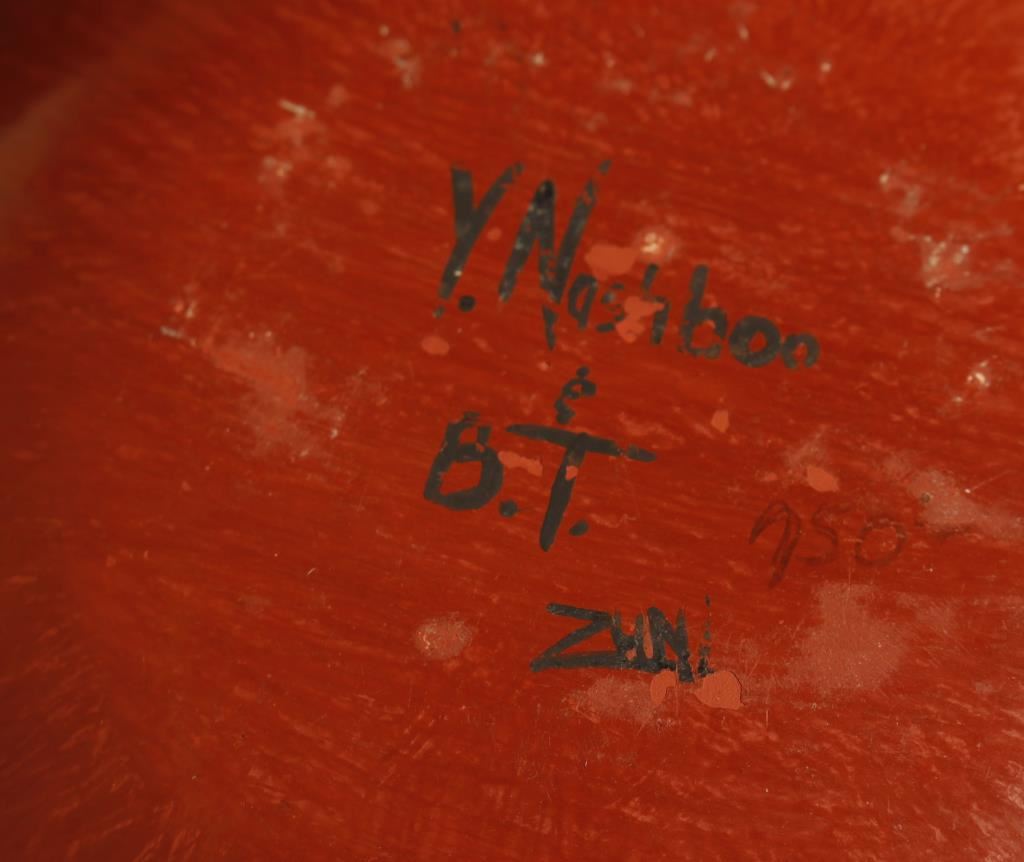 Y. Nashboo
&
B.T.
950-
ZUNI